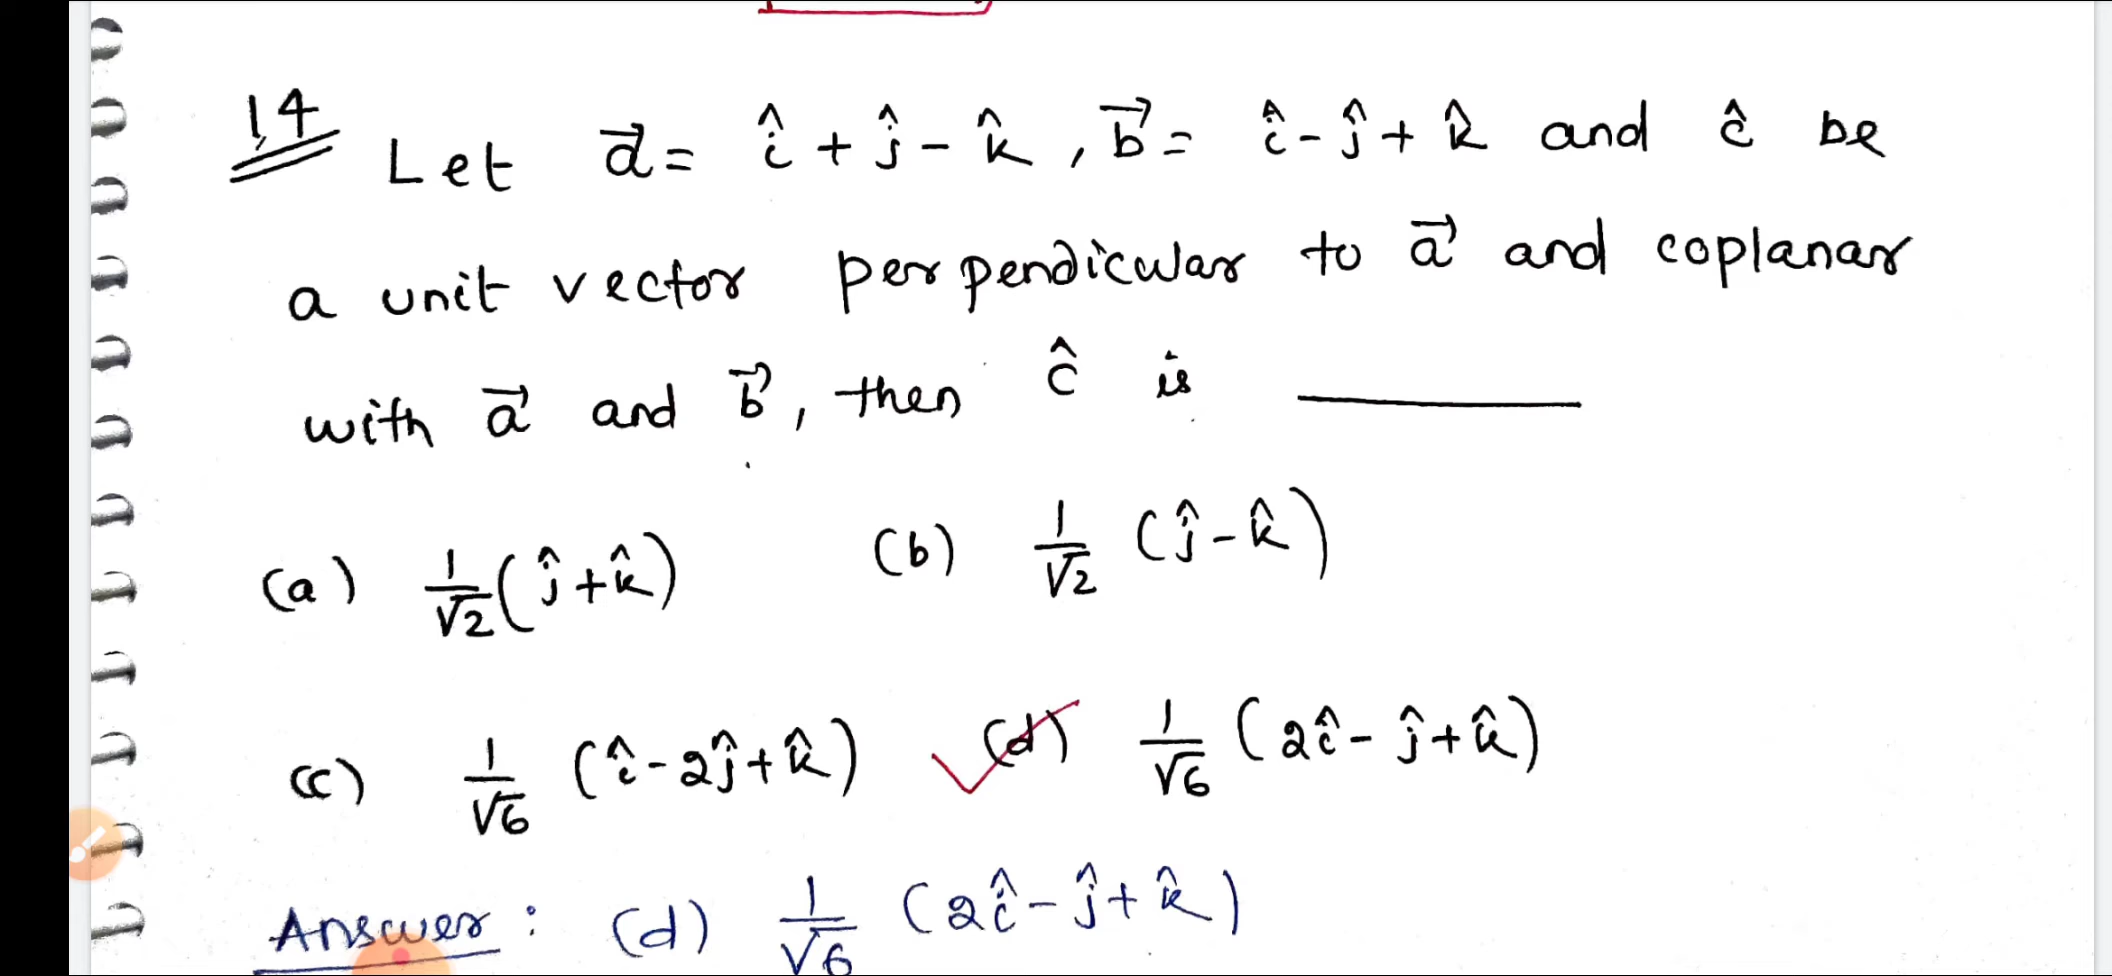 14 Let a⃗ = î + ĵ - k̂, b⃗ = î - ĵ + k̂ and ĉ be
a unit vector perpendicular to a⃗ and coplanar
with a⃗ and b⃗, then ĉ is ________
(a) 1/√2 (ĵ + k̂) (b) 1/√2 (ĵ - k̂)
(c) 1/√6 (î - 2ĵ + k̂) (d) 1/√6 (2î - ĵ + k̂)
Answer : (d) 1/√6 (2î - ĵ + k̂)